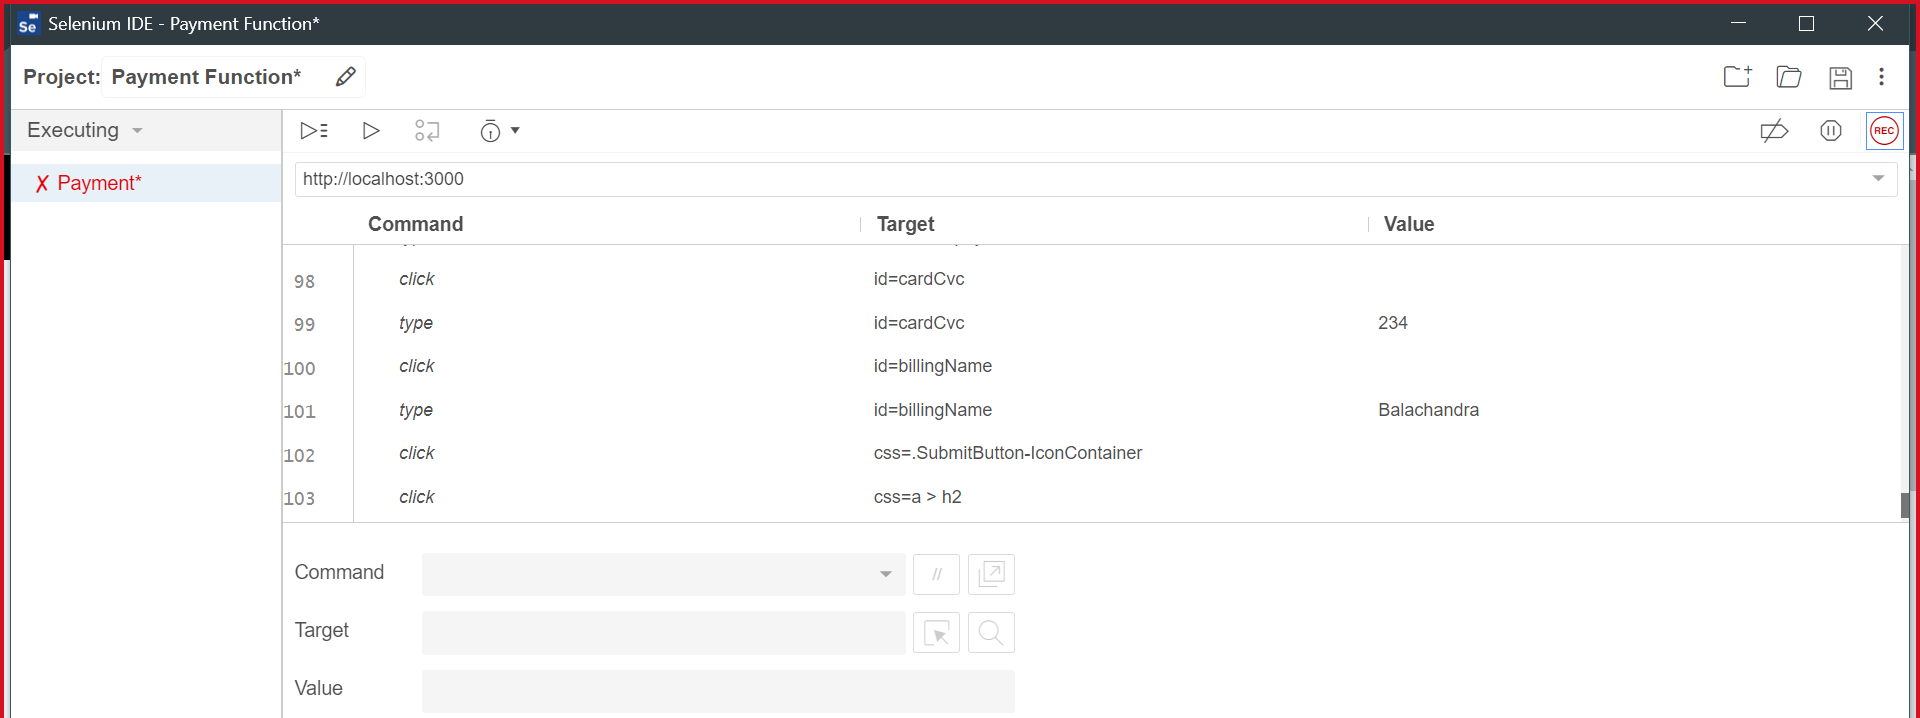 Selenium IDE - Payment Function*
Project: Payment Function*
Executing
REC
X Payment*
http://localhost:3000
Command Target Value
98 click id=cardCvc
99 type id=cardCvc 234
100 click id=billingName
101 type id=billingName Balachandra
102 click css=.SubmitButton-IconContainer
103 click css=a > h2
Command //
Target
Value